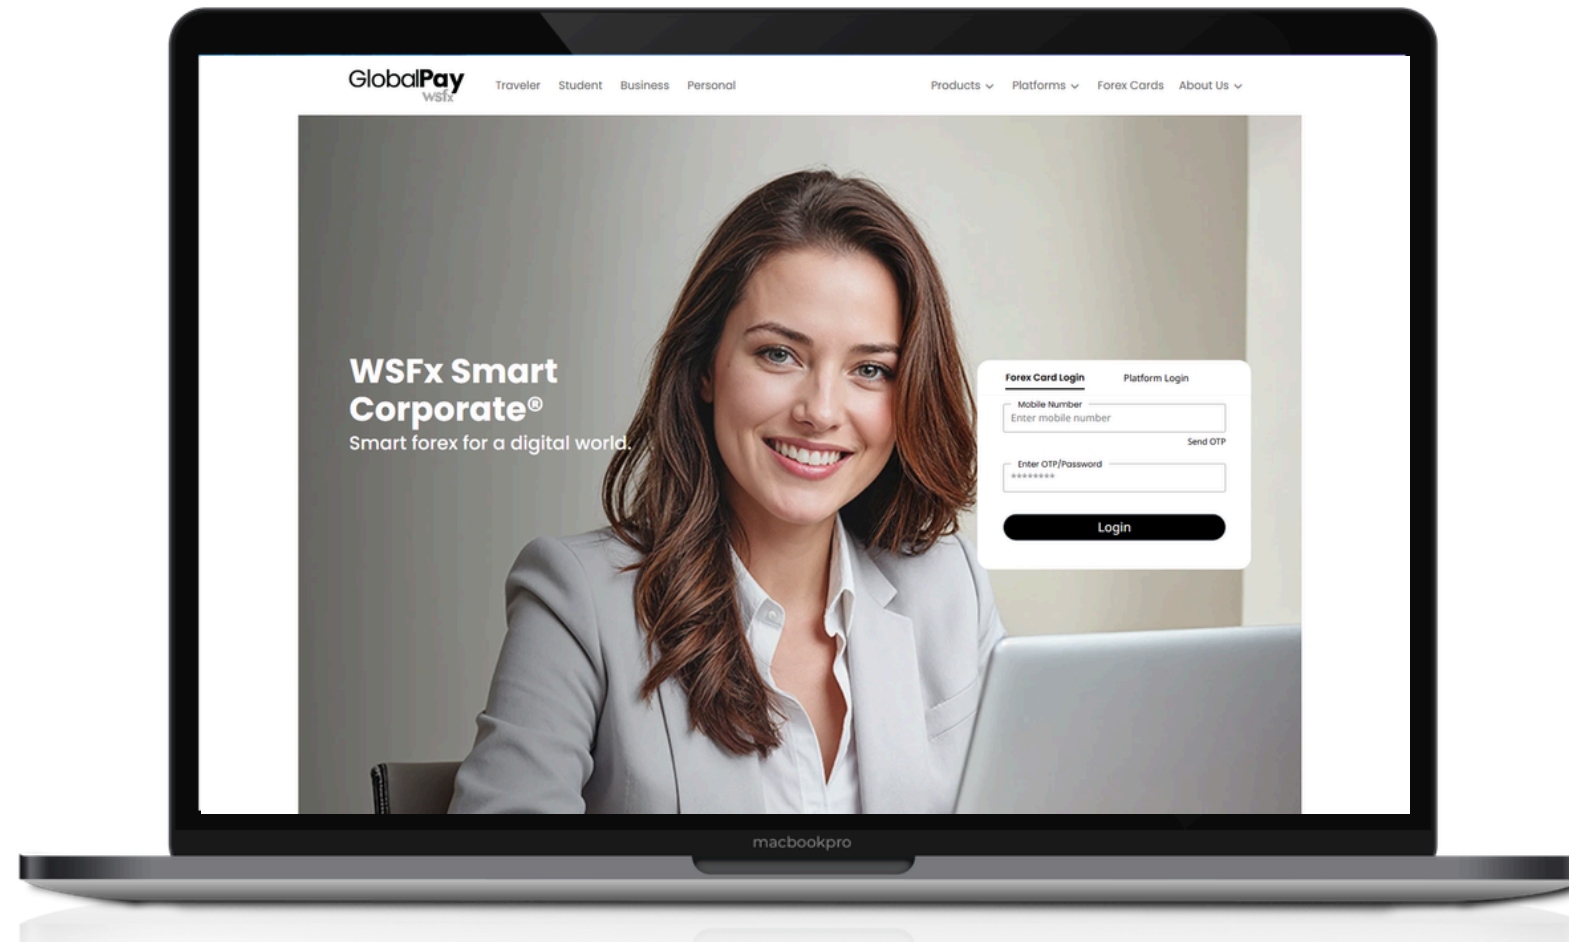 GlobalPay
wsfx
Traveler Student Business Personal
Products Platforms Forex Cards About Us
WSFx Smart
Corporate®
Smart forex for a digital world.
Forex Card Login Platform Login
Mobile Number
Enter mobile number
Send OTP
Enter OTP/Password
********
Login
macbookpro